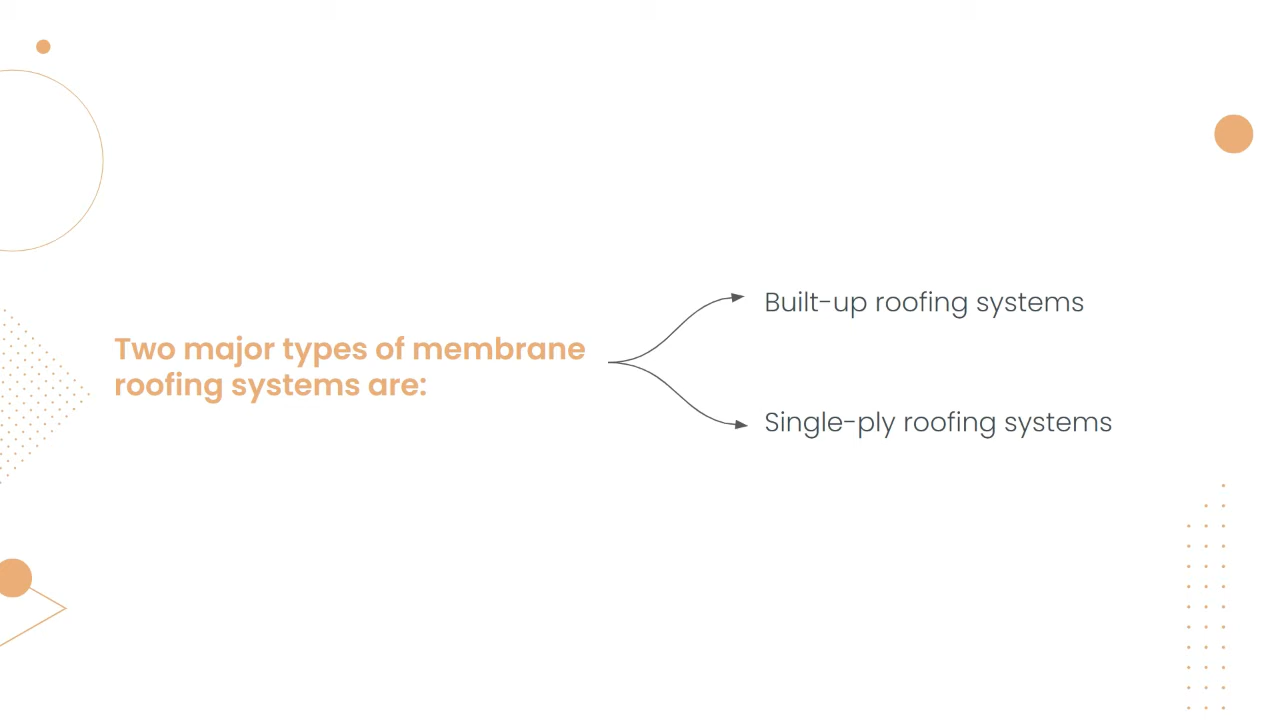 Two major types of membrane
roofing systems are:
Built-up roofing systems
Single-ply roofing systems